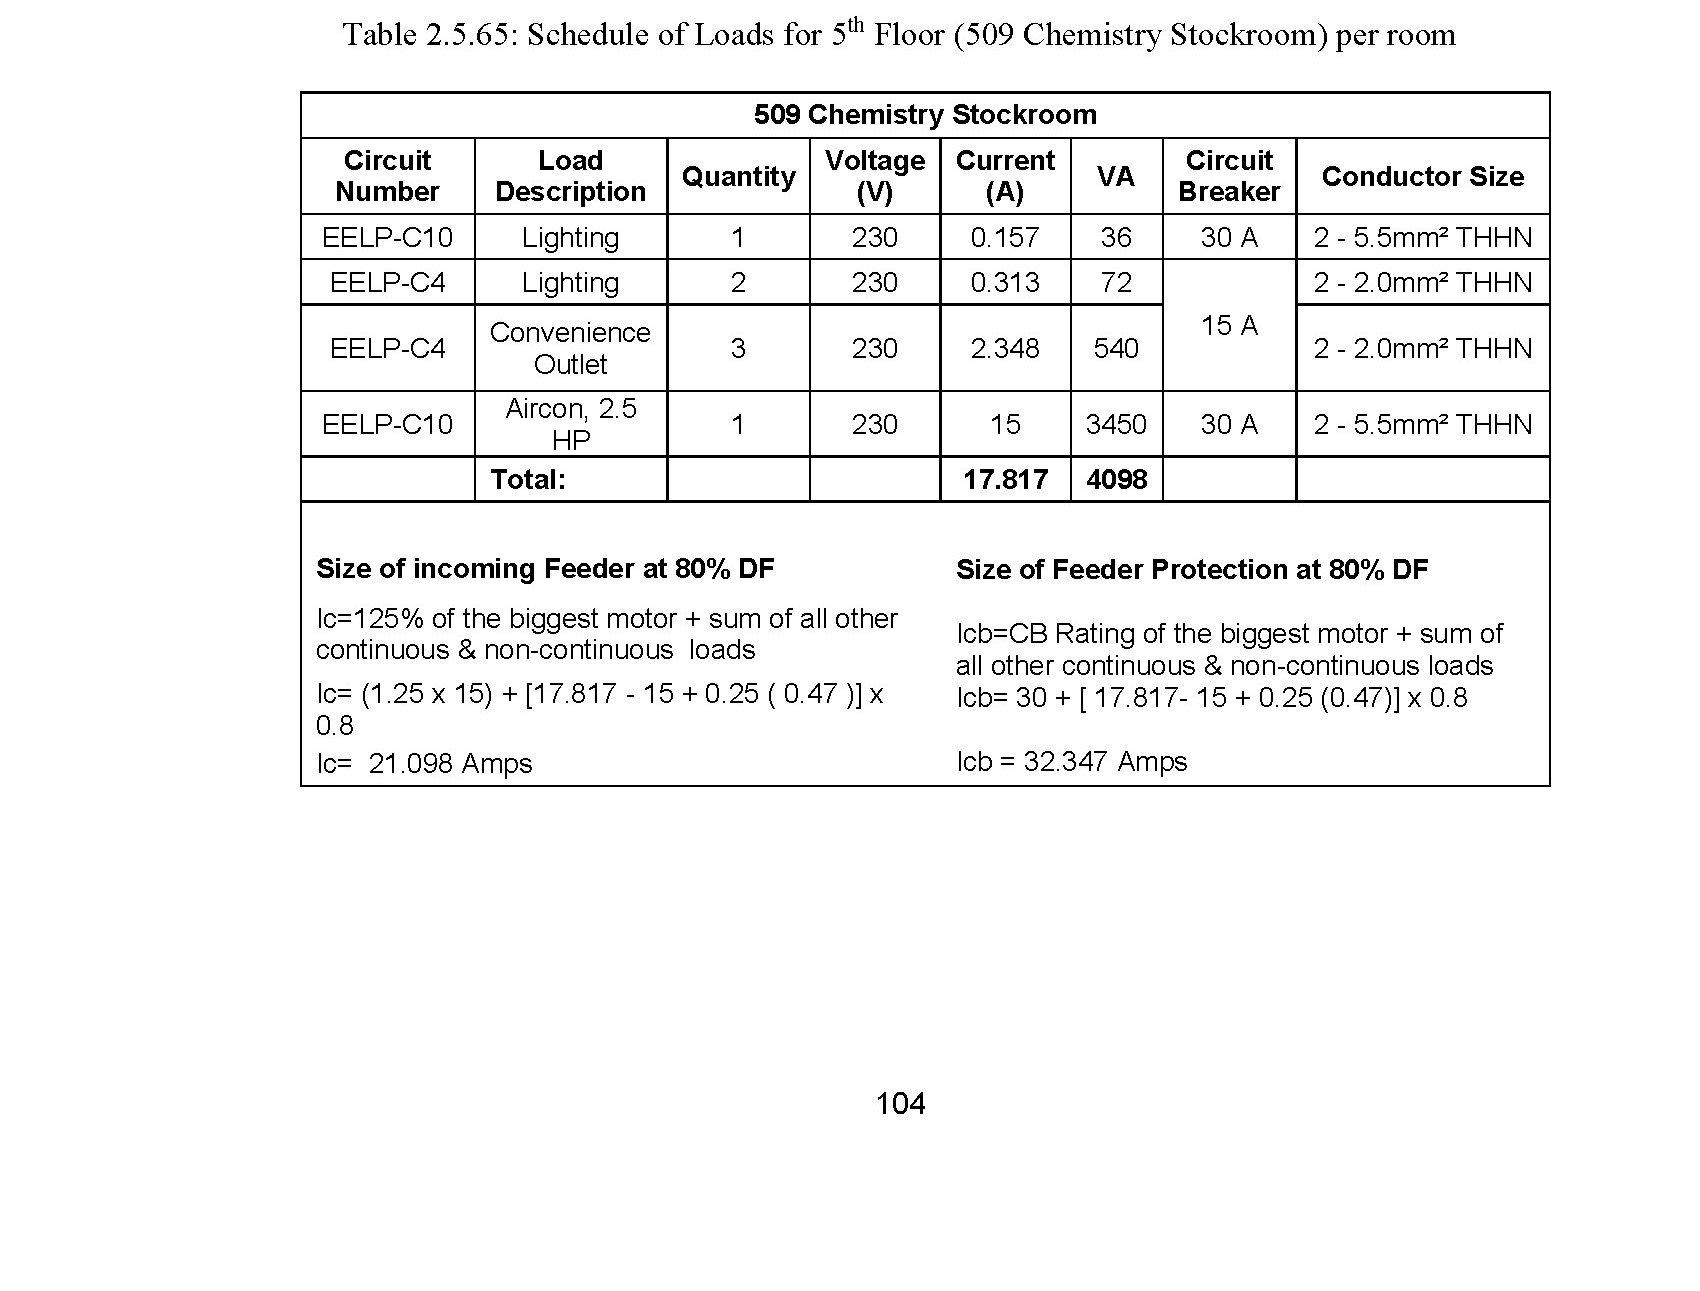 Table 2.5.65: Schedule of Loads for 5th Floor (509 Chemistry Stockroom) per room
509 Chemistry Stockroom
Circuit Number Load Description Quantity Voltage (V) Current (A) VA Circuit Breaker Conductor Size
EELP-C10 Lighting 1 230 0.157 36 30 A 2 - 5.5mm² THHN
EELP-C4 Lighting 2 230 0.313 72 15 A 2 - 2.0mm² THHN
EELP-C4 Convenience Outlet 3 230 2.348 540 2 - 2.0mm² THHN
EELP-C10 Aircon, 2.5 HP 1 230 15 3450 30 A 2 - 5.5mm² THHN
Total: 17.817 4098
Size of incoming Feeder at 80% DF
Ic=125% of the biggest motor + sum of all other
continuous & non-continuous loads
Ic= (1.25 x 15) + [17.817 - 15 + 0.25 ( 0.47 )] x
0.8
Ic= 21.098 Amps
Size of Feeder Protection at 80% DF
Icb=CB Rating of the biggest motor + sum of
all other continuous & non-continuous loads
Icb= 30 + [ 17.817- 15 + 0.25 (0.47)] x 0.8
Icb = 32.347 Amps
104